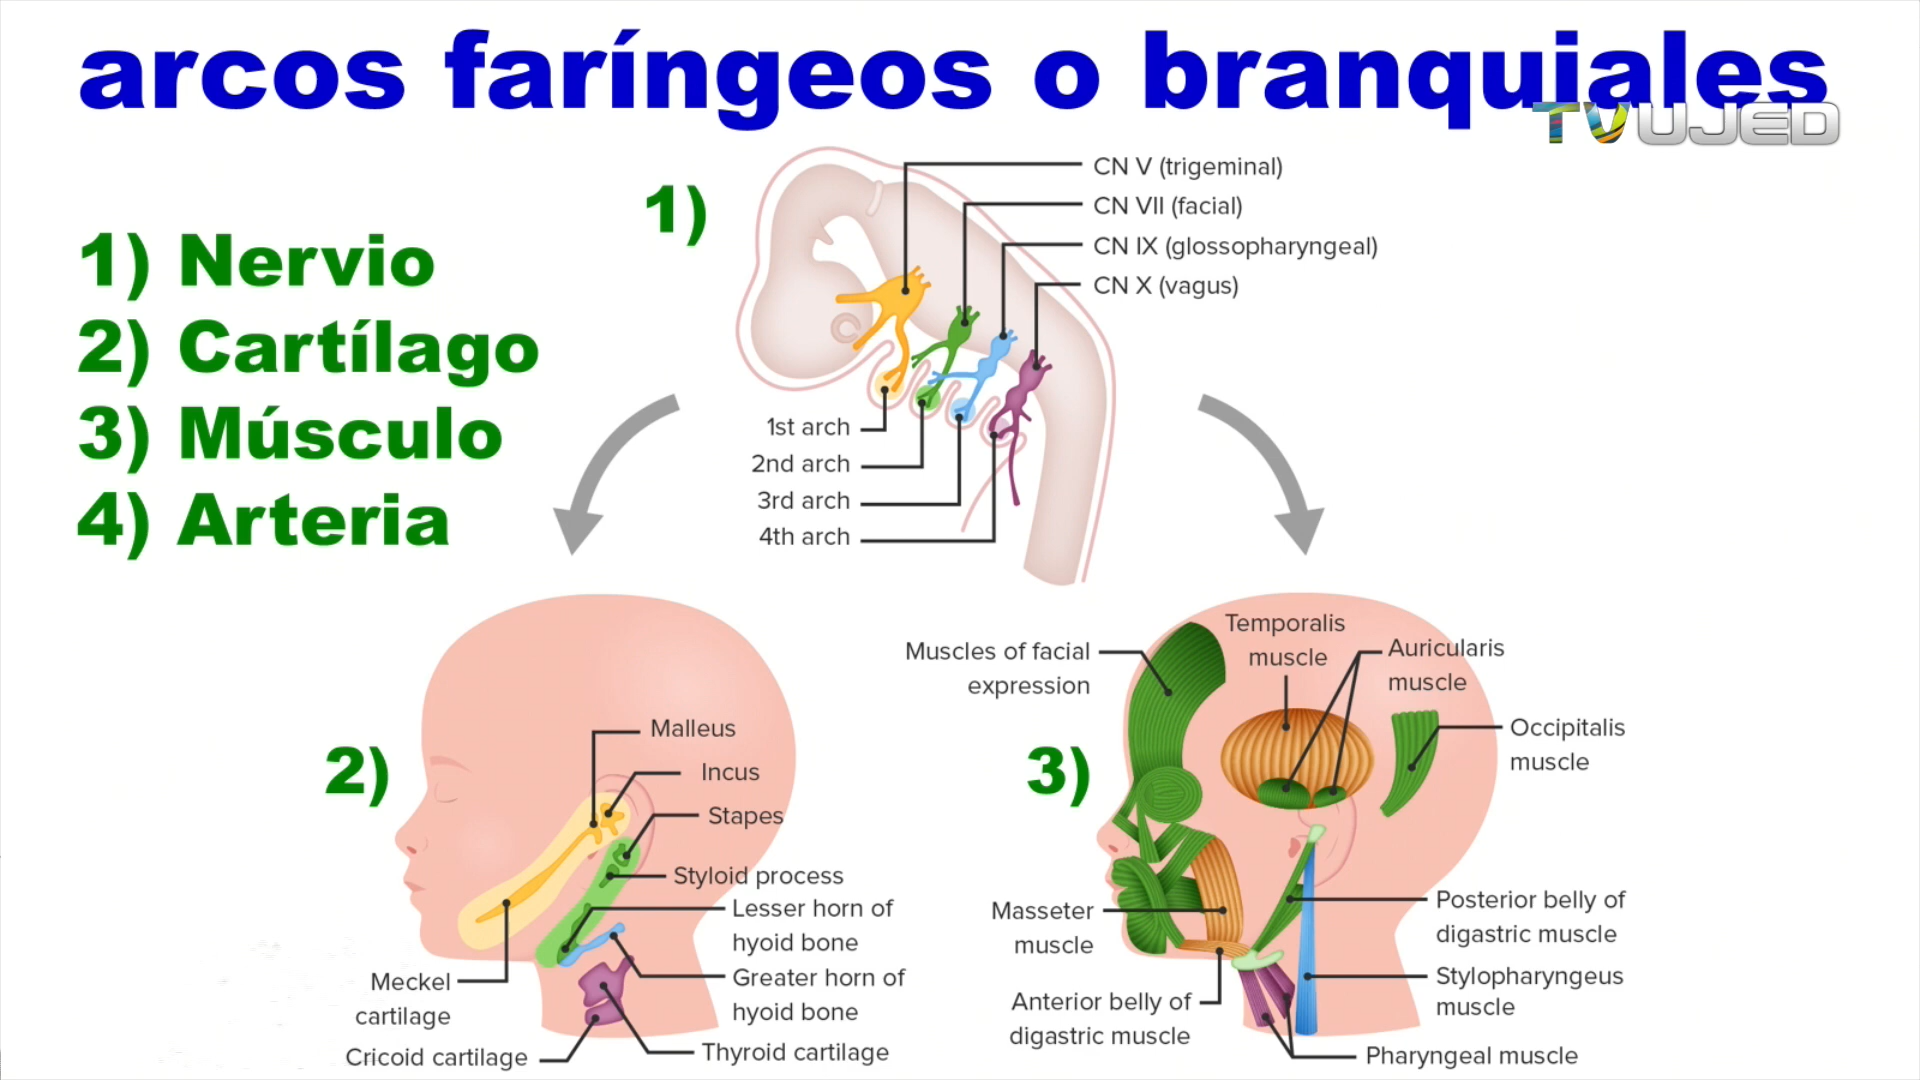 arcos faríngeos o branquiales
TVUJED
1) Nervio
2) Cartílago
3) Músculo
4) Arteria
1)
CN V (trigeminal)
CN VII (facial)
CN IX (glossopharyngeal)
CN X (vagus)
1st arch
2nd arch
3rd arch
4th arch
2)
Malleus
Incus
Stapes
Styloid process
Lesser horn of
hyoid bone
Greater horn of
hyoid bone
Thyroid cartilage
Meckel
cartilage
Cricoid cartilage
3)
Muscles of facial
expression
Temporalis
muscle
Auricularis
muscle
Occipitalis
muscle
Masseter
muscle
Anterior belly of
digastric muscle
Posterior belly of
digastric muscle
Stylopharyngeus
muscle
Pharyngeal muscle